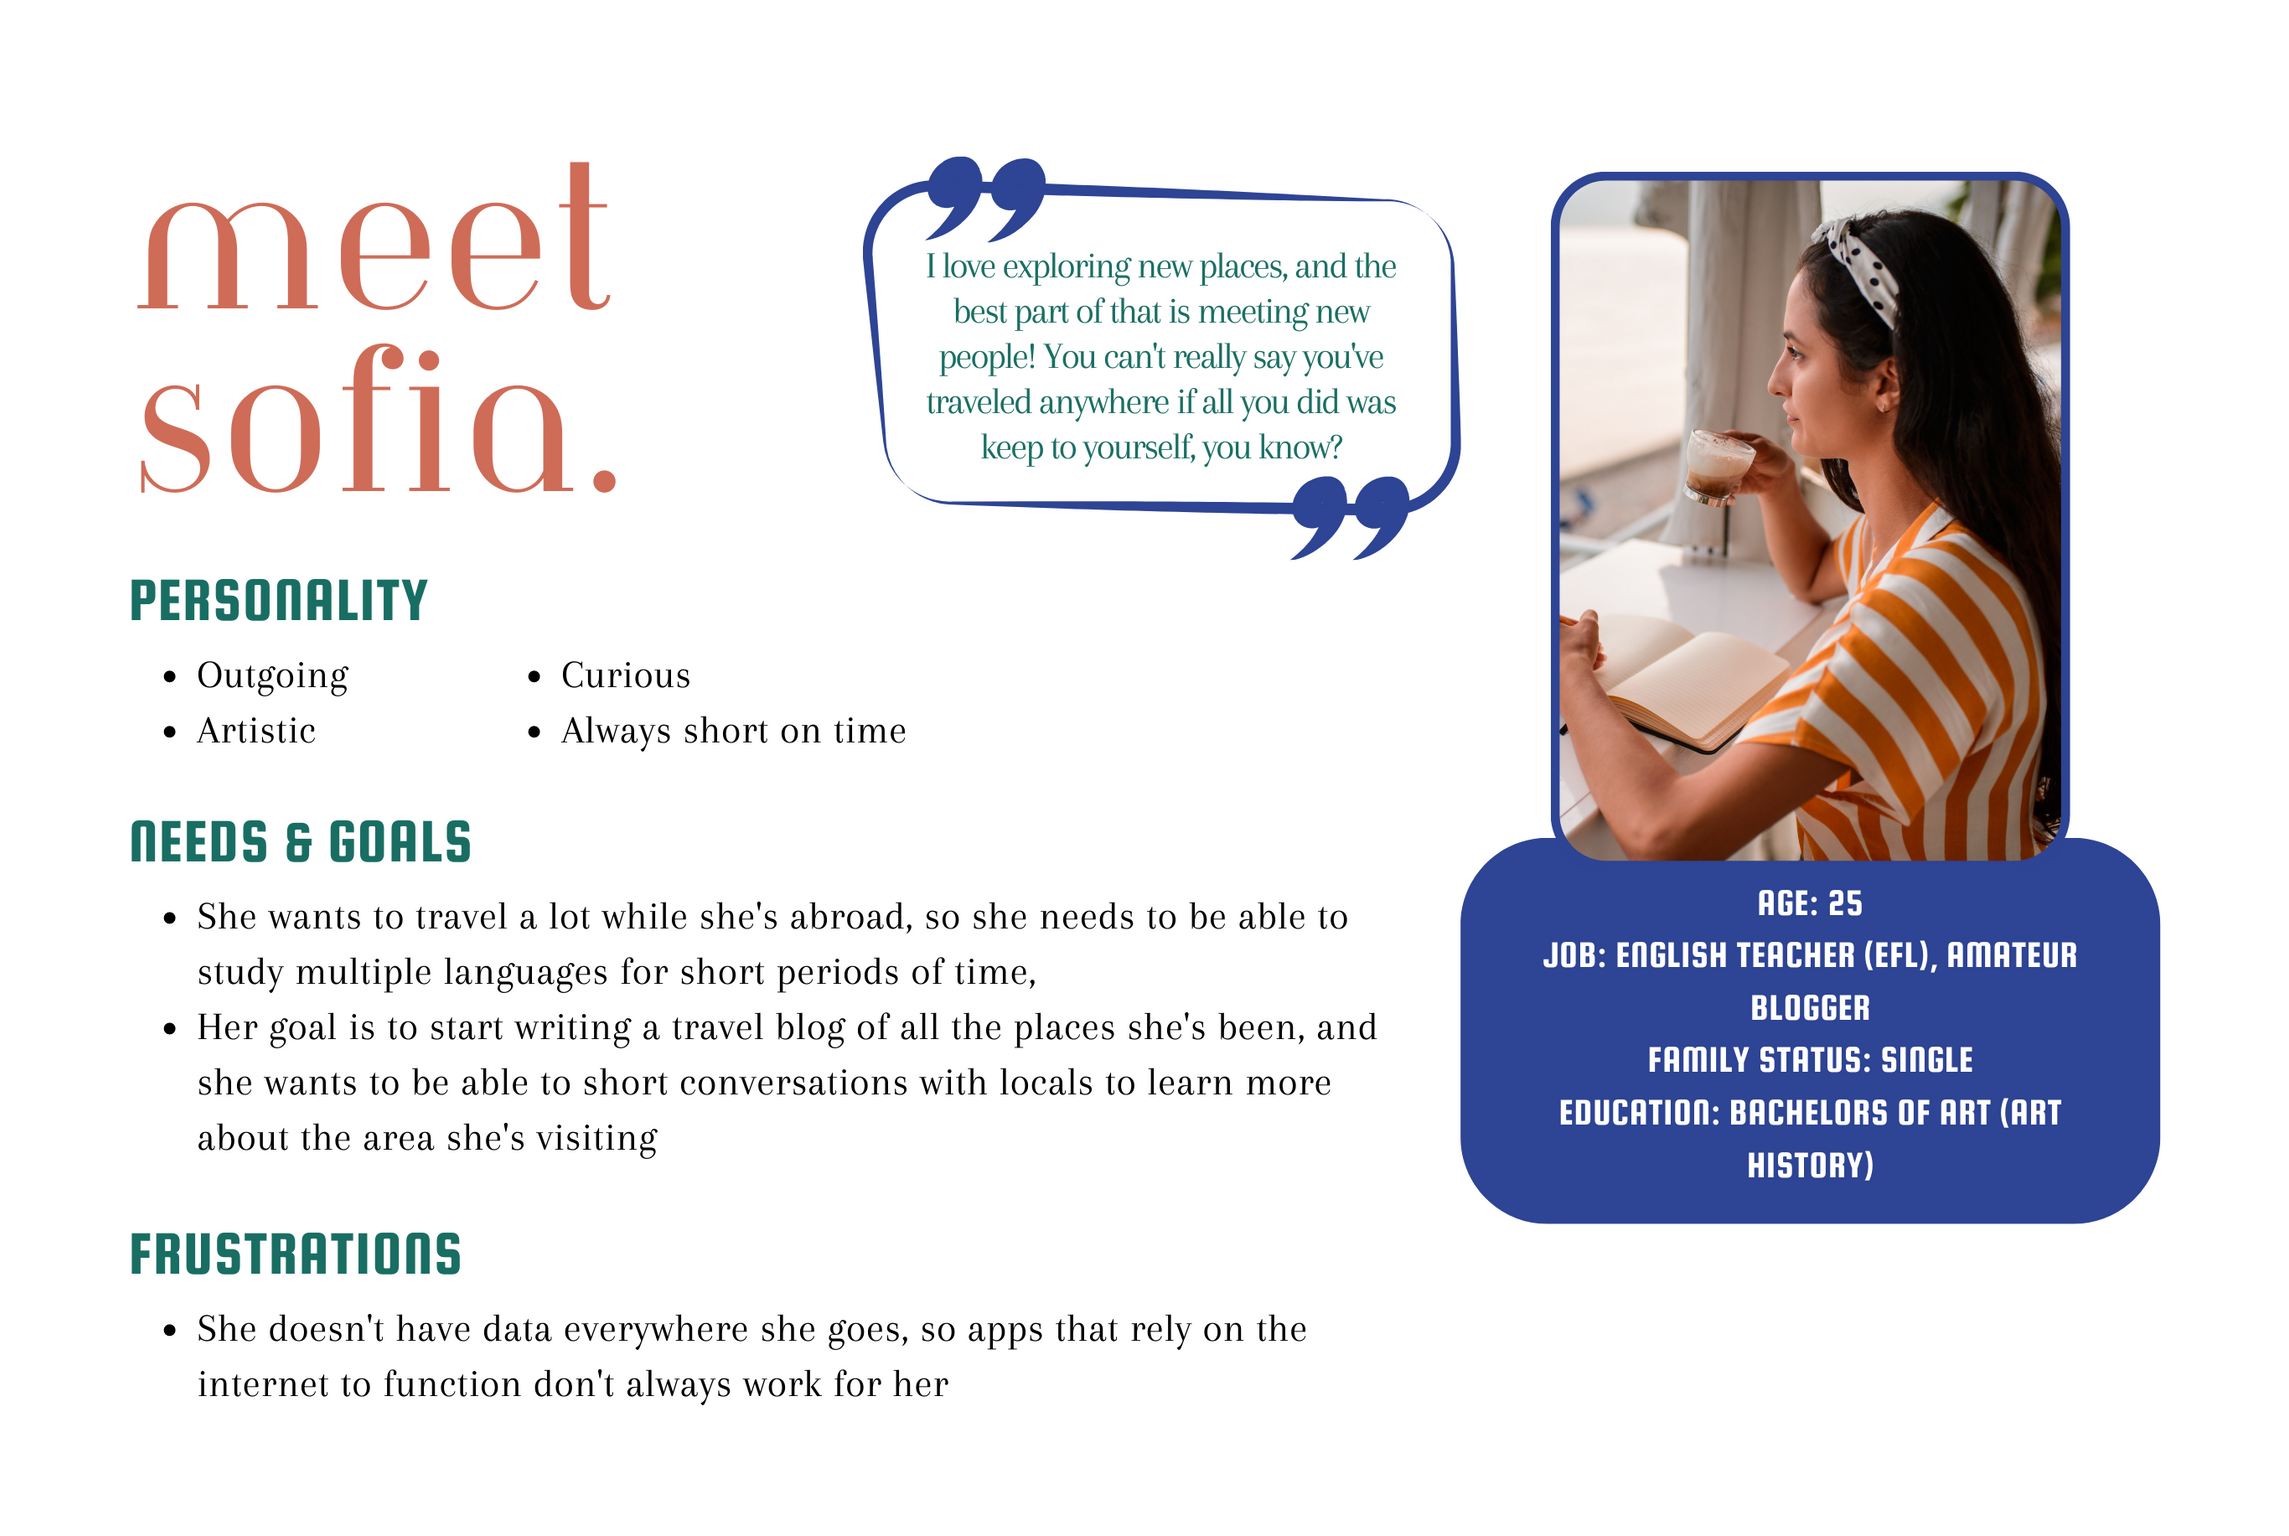 meet
sofia.
I love exploring new places, and the
best part of that is meeting new
people! You can't really say you've
traveled anywhere if all you did was
keep to yourself, you know?
PERSONALITY
• Outgoing
• Artistic
• Curious
• Always short on time
NEEDS & GOALS
• She wants to travel a lot while she's abroad, so she needs to be able to
study multiple languages for short periods of time,
• Her goal is to start writing a travel blog of all the places she's been, and
she wants to be able to short conversations with locals to learn more
about the area she's visiting
FRUSTRATIONS
• She doesn't have data everywhere she goes, so apps that rely on the
internet to function don't always work for her
AGE: 25
JOB: ENGLISH TEACHER (EFL), AMATEUR
BLOGGER
FAMILY STATUS: SINGLE
EDUCATION: BACHELORS OF ART (ART
HISTORY)